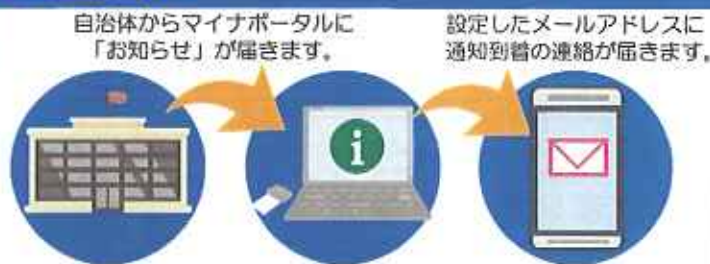 自治体からマイナポータルに
「お知らせ」が届きます。
設定したメールアドレスに
通知到着の連絡が届きます。